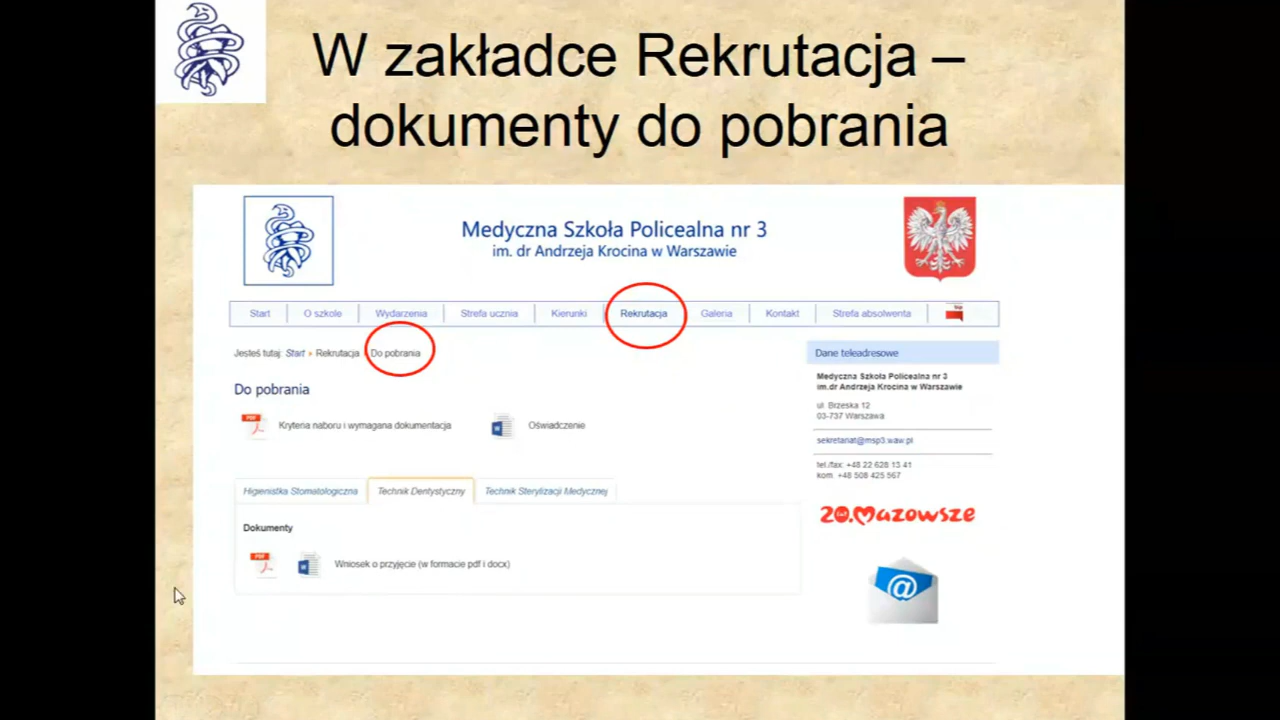 W zakładce Rekrutacja –
dokumenty do pobrania
Medyczna Szkoła Policealna nr 3
im. dr Andrzeja Krocina w Warszawie
Start
O szkole
Wydarzenia
Strefa ucznia
Kierunki
Rekrutacja
Galeria
Kontakt
Strefa absolwenta
Jesteś tutaj: Start Rekrutacja Do pobrania
Do pobrania
PDF
Kryteria naboru i wymagana dokumentacja
W
Oświadczenie
Higienistka Stomatologiczna
Technik Dentystyczny
Technik Sterylizacji Medycznej
Dokumenty
PDF
W
Wniosek o przyjęcie (w formacie pdf i docx)
Dane teleadresowe
Medyczna Szkoła Policealna nr 3
im.dr Andrzeja Krocina w Warszawie
ul. Brzeska 12
03-737 Warszawa
sekretariat@msp3.waw.pl
tel./fax: +48 22 628 13 41
kom +48 508 425 567
20 Mazowsze
@